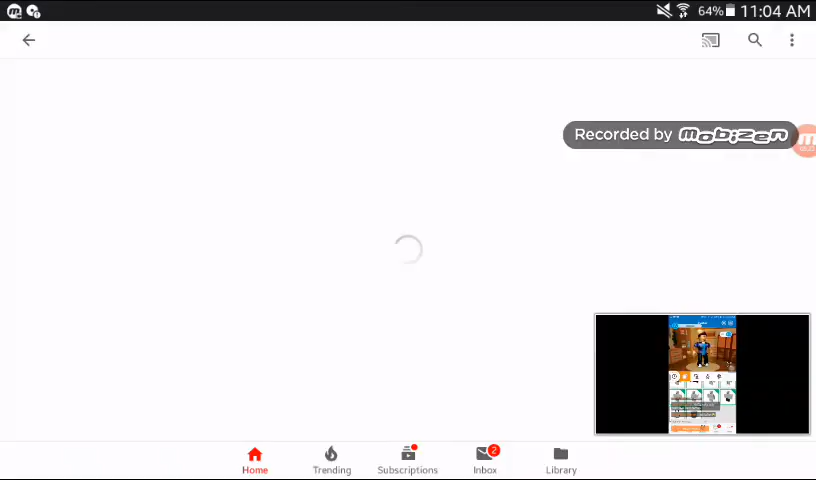 64% 11:04 AM
Recorded by mobizen
2
Home Trending Subscriptions Inbox Library